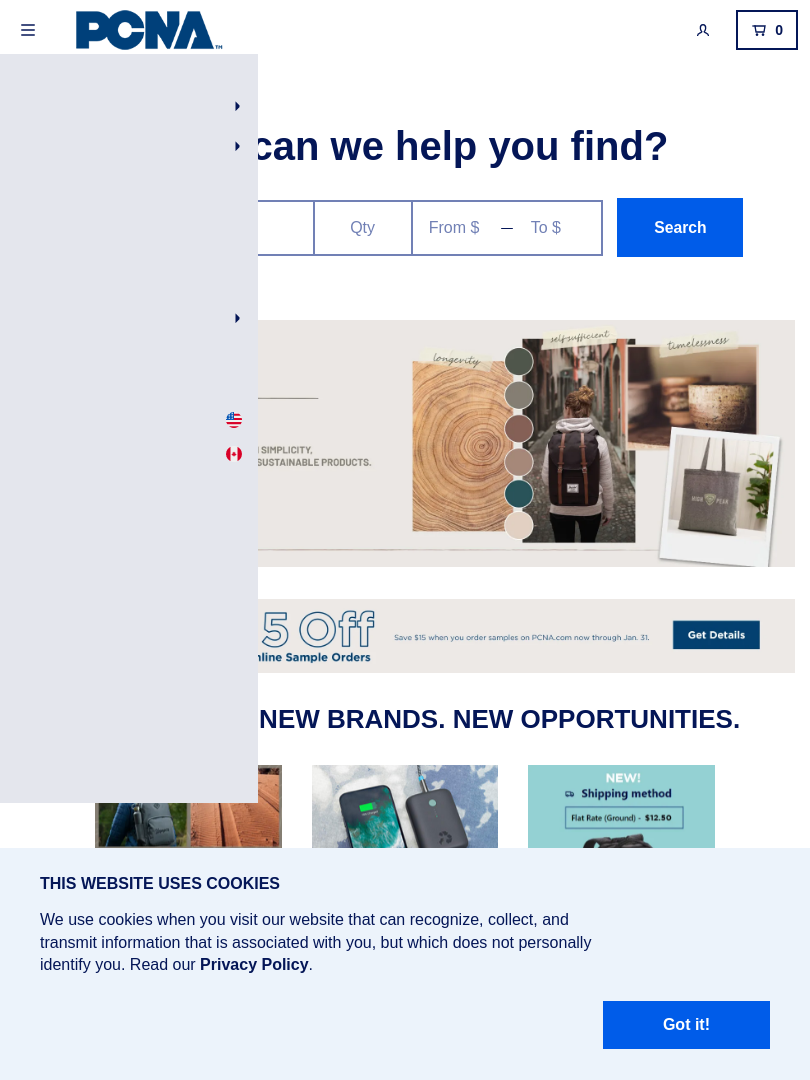 PCNA™
0
can we help you find?
Qty
From $
To $
Search
longevity
self-sufficient
timelessness
SIMPLICITY,
SUSTAINABLE PRODUCTS.
HIGH PEAK
5 Off
Online Sample Orders
Save $15 when you order samples on PCNA.com now through Jan. 31.
Get Details
NEW BRANDS. NEW OPPORTUNITIES.
NEW!
Shipping method
Flat Rate (Ground) - $12.50
THIS WEBSITE USES COOKIES
We use cookies when you visit our website that can recognize, collect, and
transmit information that is associated with you, but which does not personally
identify you. Read our Privacy Policy.
Got it!